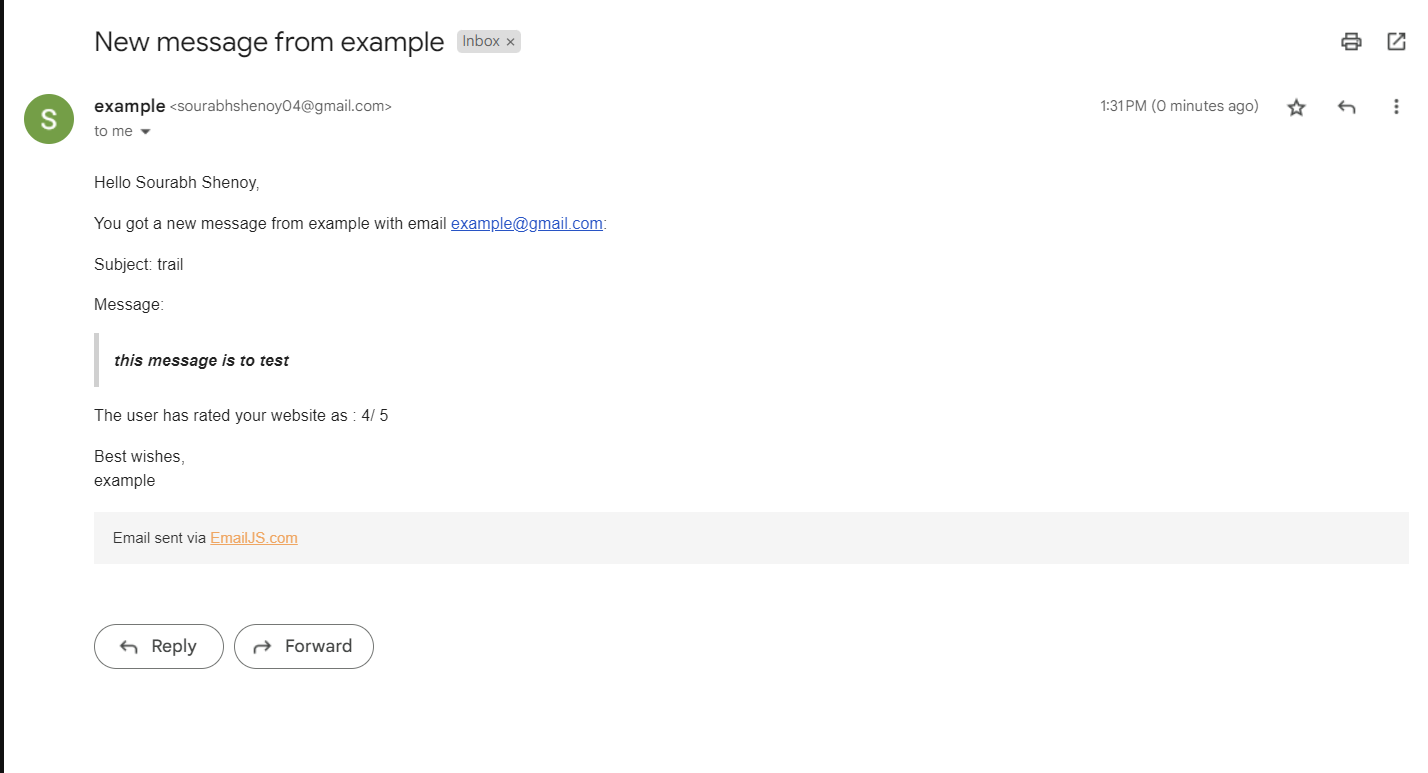 New message from example Inbox ×
example <sourabhshenoy04@gmail.com> 1:31 PM (0 minutes ago)
S
to me
Hello Sourabh Shenoy,
You got a new message from example with email example@gmail.com:
Subject: trail
Message:
this message is to test
The user has rated your website as : 4/ 5
Best wishes,
example
Email sent via EmailJS.com
Reply Forward